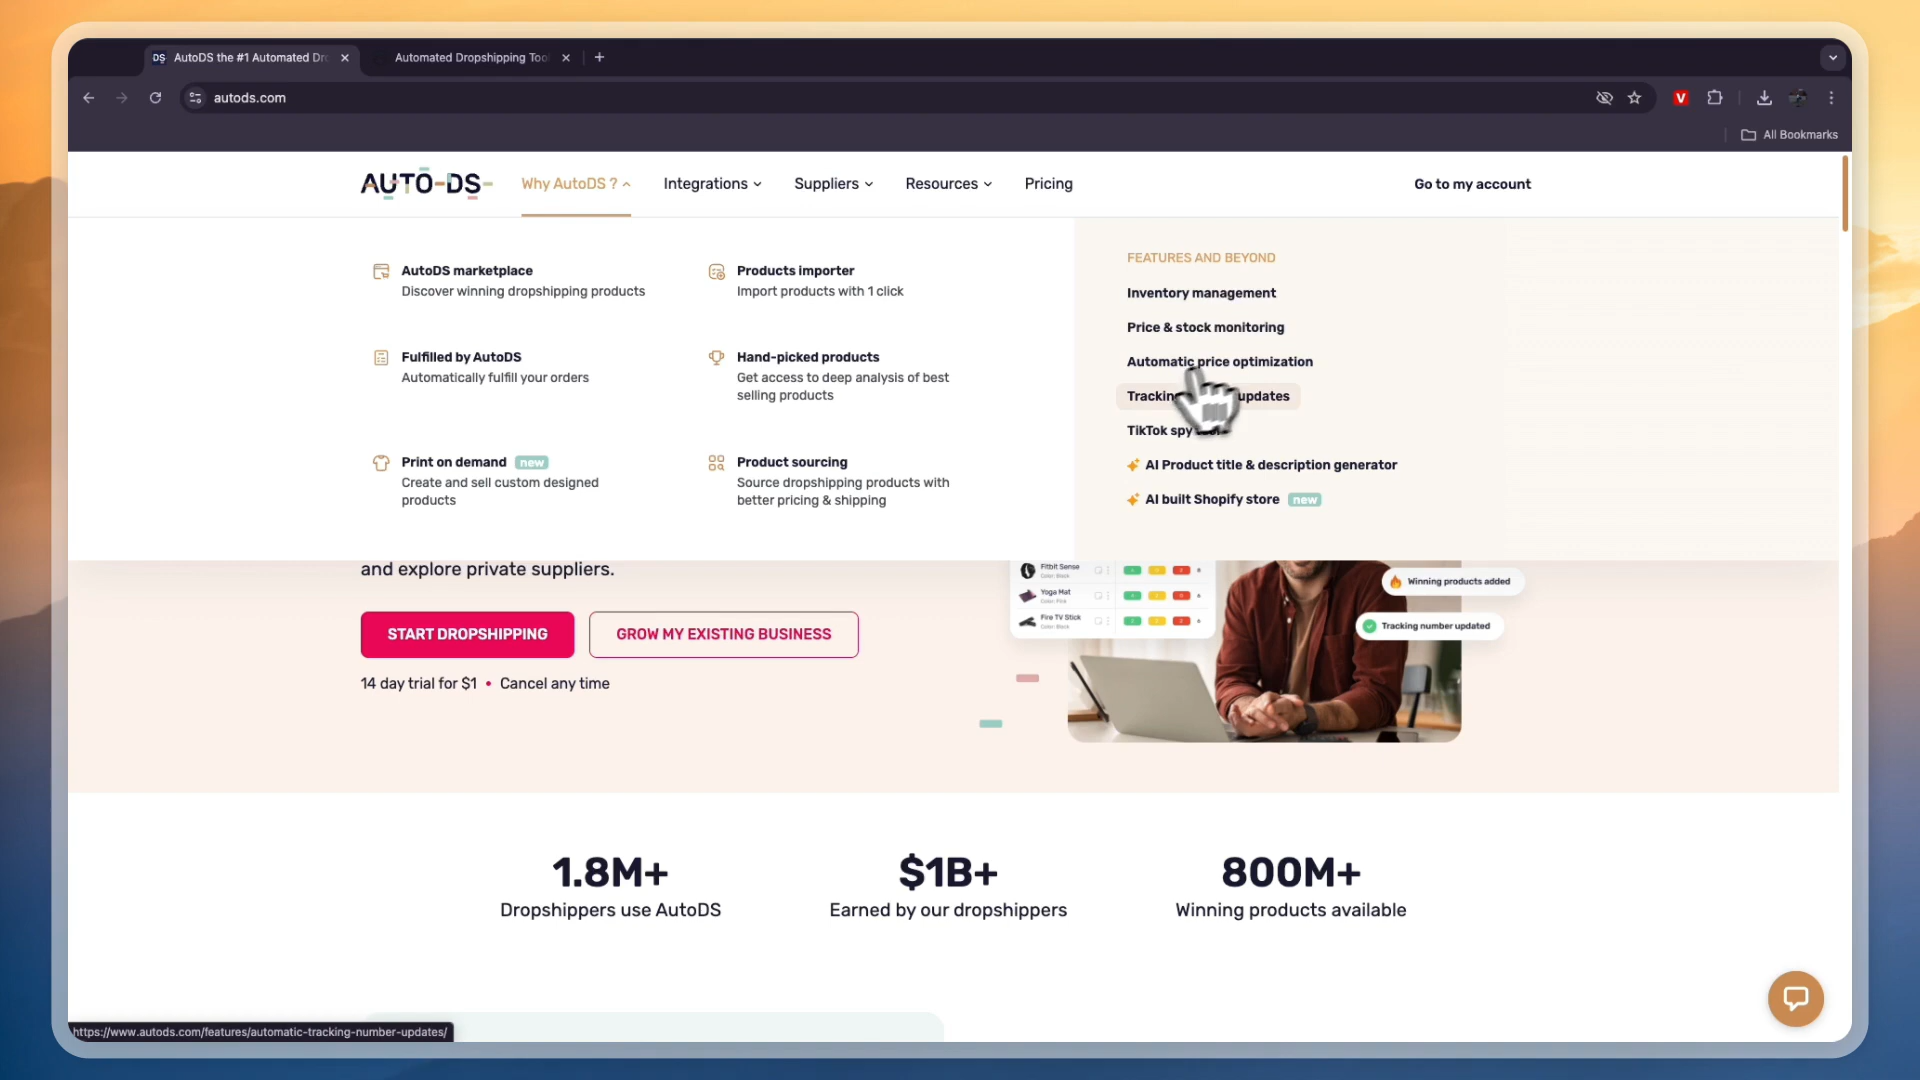 DS AutoDS the #1 Automated Dr
Automated Dropshipping Too
autods.com
All Bookmarks
AUTO-DS
Why AutoDS ?
Integrations
Suppliers
Resources
Pricing
Go to my account
AutoDS marketplace
Discover winning dropshipping products
Products importer
Import products with 1 click
Fulfilled by AutoDS
Automatically fulfill your orders
Hand-picked products
Get access to deep analysis of best
selling products
Print on demand new
Create and sell custom designed
products
Product sourcing
Source dropshipping products with
better pricing & shipping
FEATURES AND BEYOND
Inventory management
Price & stock monitoring
Automatic price optimization
updates
TikTok spy
AI Product title & description generator
AI built Shopify store new
and explore private suppliers.
START DROPSHIPPING
GROW MY EXISTING BUSINESS
14 day trial for $1 • Cancel any time
Fitbit Sense
Color: Black
Yoga Mat
Color: Pink
Fire TV Stick
Color: Black
Winning products added
Tracking number updated
1.8M+
Dropshippers use AutoDS
$1B+
Earned by our dropshippers
800M+
Winning products available
https://www.autods.com/features/automatic-tracking-number-updates/